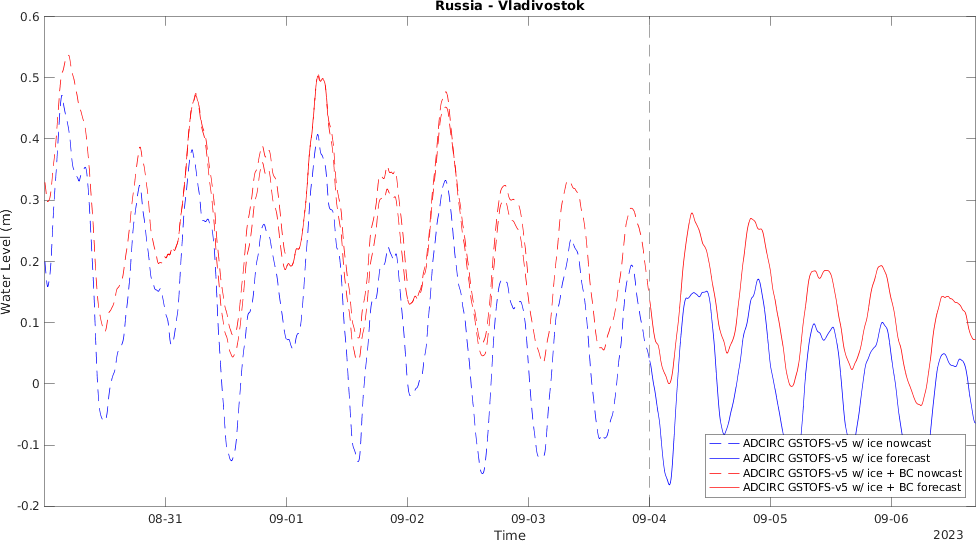 Russia - Vladivostok
0.6
0.5
0.4
0.3
0.2
0.1
0
-0.1
-0.2
Water Level (m)
08-31 09-01 09-02 09-03 09-04 09-05 09-06
Time
2023
ADCIRC GSTOFS-v5 w/ ice nowcast
ADCIRC GSTOFS-v5 w/ ice forecast
ADCIRC GSTOFS-v5 w/ ice + BC nowcast
ADCIRC GSTOFS-v5 w/ ice + BC forecast